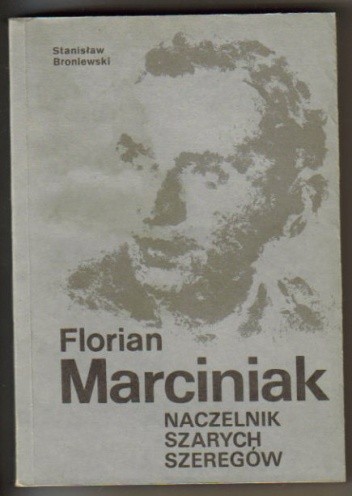 Stanisław
Broniewski
Florian
Marciniak
NACZELNIK
SZARYCH
SZEREGÓW